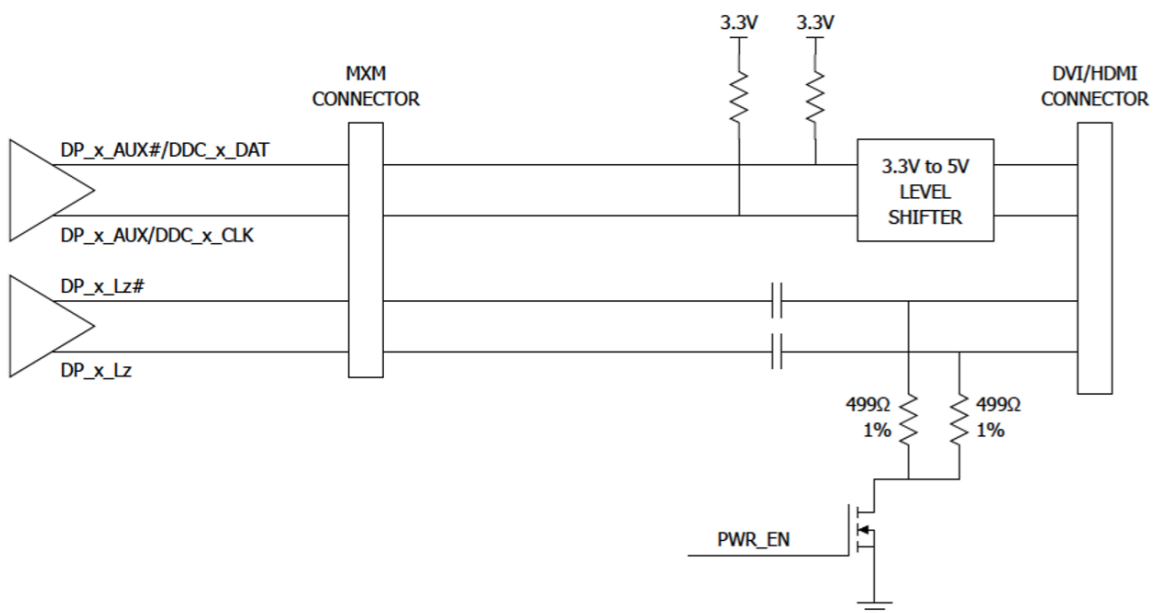 3.3V
3.3V
MXM
CONNECTOR
DVI/HDMI
CONNECTOR
DP_x_AUX#/DDC_x_DAT
3.3V to 5V
LEVEL
SHIFTER
DP_x_AUX/DDC_x_CLK
DP_x_Lz#
DP_x_Lz
499Ω
1%
499Ω
1%
PWR_EN